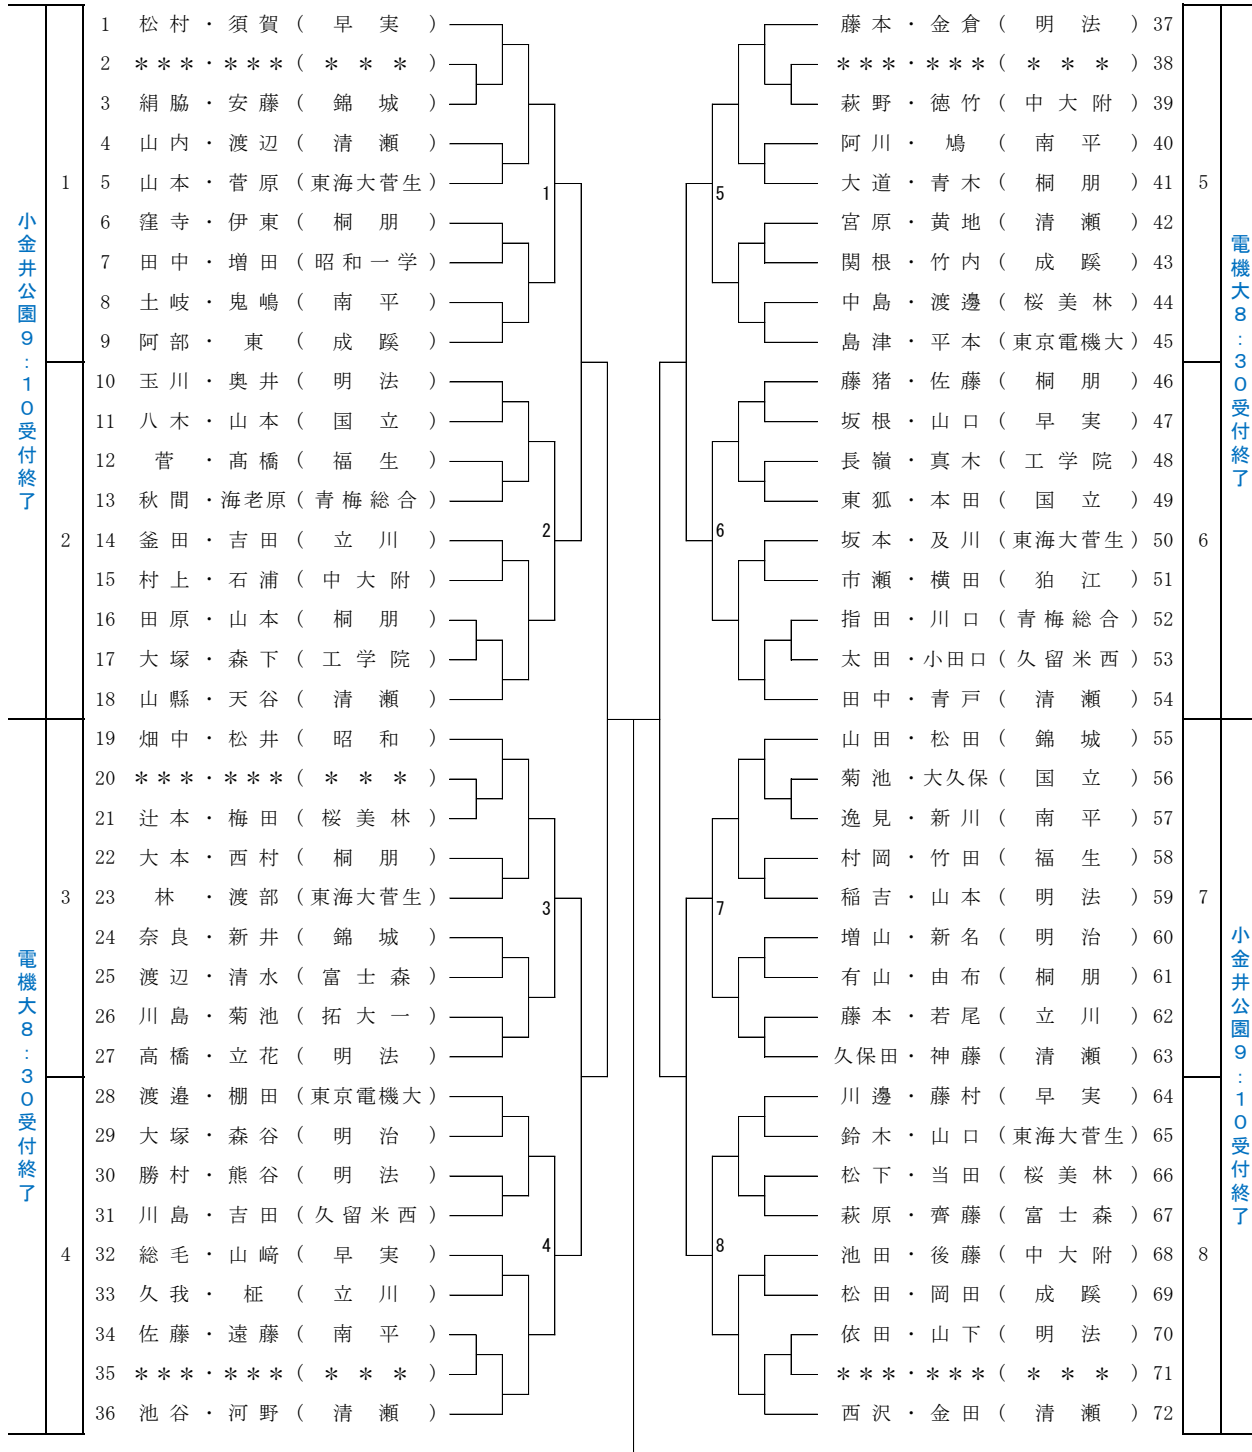 小金井公園9:10受付終了
電機大8:30受付終了
1
1 松村・須賀(早実)
2 ***・***(***)
3 絹脇・安藤(錦城)
4 山内・渡辺(清瀬)
5 山本・菅原(東海大菅生)
6 窪寺・伊東(桐朋)
7 田中・増田(昭和一学)
8 土岐・鬼嶋(南平)
9 阿部・東(成蹊)
1
2
10 玉川・奥井(明法)
11 八木・山本(国立)
12 菅・髙橋(福生)
13 秋間・海老原(青梅総合)
14 釜田・吉田(立川)
15 村上・石浦(中大附)
16 田原・山本(桐朋)
17 大塚・森下(工学院)
18 山縣・天谷(清瀬)
2
3
19 畑中・松井(昭和)
20 ***・***(***)
21 辻本・梅田(桜美林)
22 大本・西村(桐朋)
23 林・渡部(東海大菅生)
24 奈良・新井(錦城)
25 渡辺・清水(富士森)
26 川島・菊池(拓大一)
27 高橋・立花(明法)
3
4
28 渡邉・棚田(東京電機大)
29 大塚・森谷(明治)
30 勝村・熊谷(明法)
31 川島・吉田(久留米西)
32 総毛・山﨑(早実)
33 久我・柾(立川)
34 佐藤・遠藤(南平)
35 ***・***(***)
36 池谷・河野(清瀬)
4
5
藤本・金倉(明法) 37
***・***(***) 38
萩野・徳竹(中大附) 39
阿川・鳩(南平) 40
大道・青木(桐朋) 41
宮原・黄地(清瀬) 42
関根・竹内(成蹊) 43
中島・渡邊(桜美林) 44
島津・平本(東京電機大) 45
5
6
藤猪・佐藤(桐朋) 46
坂根・山口(早実) 47
長嶺・真木(工学院) 48
東狐・本田(国立) 49
坂本・及川(東海大菅生) 50
市瀬・横田(狛江) 51
指田・川口(青梅総合) 52
太田・小田口(久留米西) 53
田中・青戸(清瀬) 54
6
7
山田・松田(錦城) 55
菊池・大久保(国立) 56
逸見・新川(南平) 57
村岡・竹田(福生) 58
稲吉・山本(明法) 59
増山・新名(明治) 60
有山・由布(桐朋) 61
藤本・若尾(立川) 62
久保田・神藤(清瀬) 63
7
8
川邊・藤村(早実) 64
鈴木・山口(東海大菅生) 65
松下・当田(桜美林) 66
萩原・齊藤(富士森) 67
池田・後藤(中大附) 68
松田・岡田(成蹊) 69
依田・山下(明法) 70
***・***(***) 71
西沢・金田(清瀬) 72
8
電機大8:30受付終了
小金井公園9:10受付終了